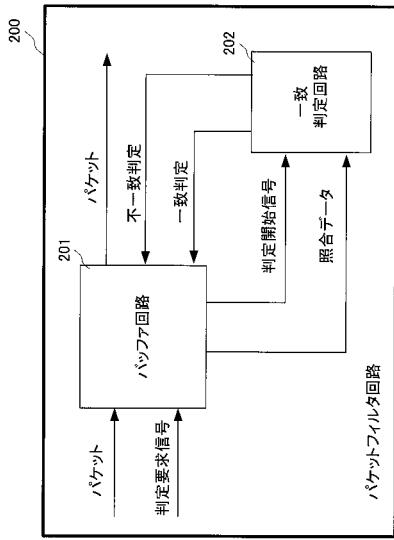 200
パケット
不一致判定
一致判定
202
一致
判定回路
201
バッファ回路
判定開始信号
照合データ
パケット
判定要求信号
パケットフィルタ回路